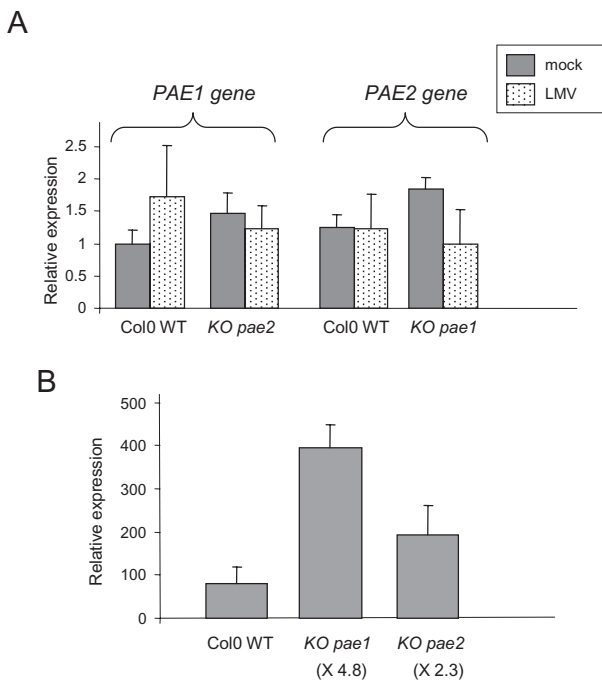 A
mock
LMV
PAE1 gene PAE2 gene
Relative expression
2.5
2
1.5
1
0.5
0
Col0 WT KO pae2 Col0 WT KO pae1
B
Relative expression
500
400
300
200
100
0
Col0 WT KO pae1 KO pae2
(X 4.8) (X 2.3)